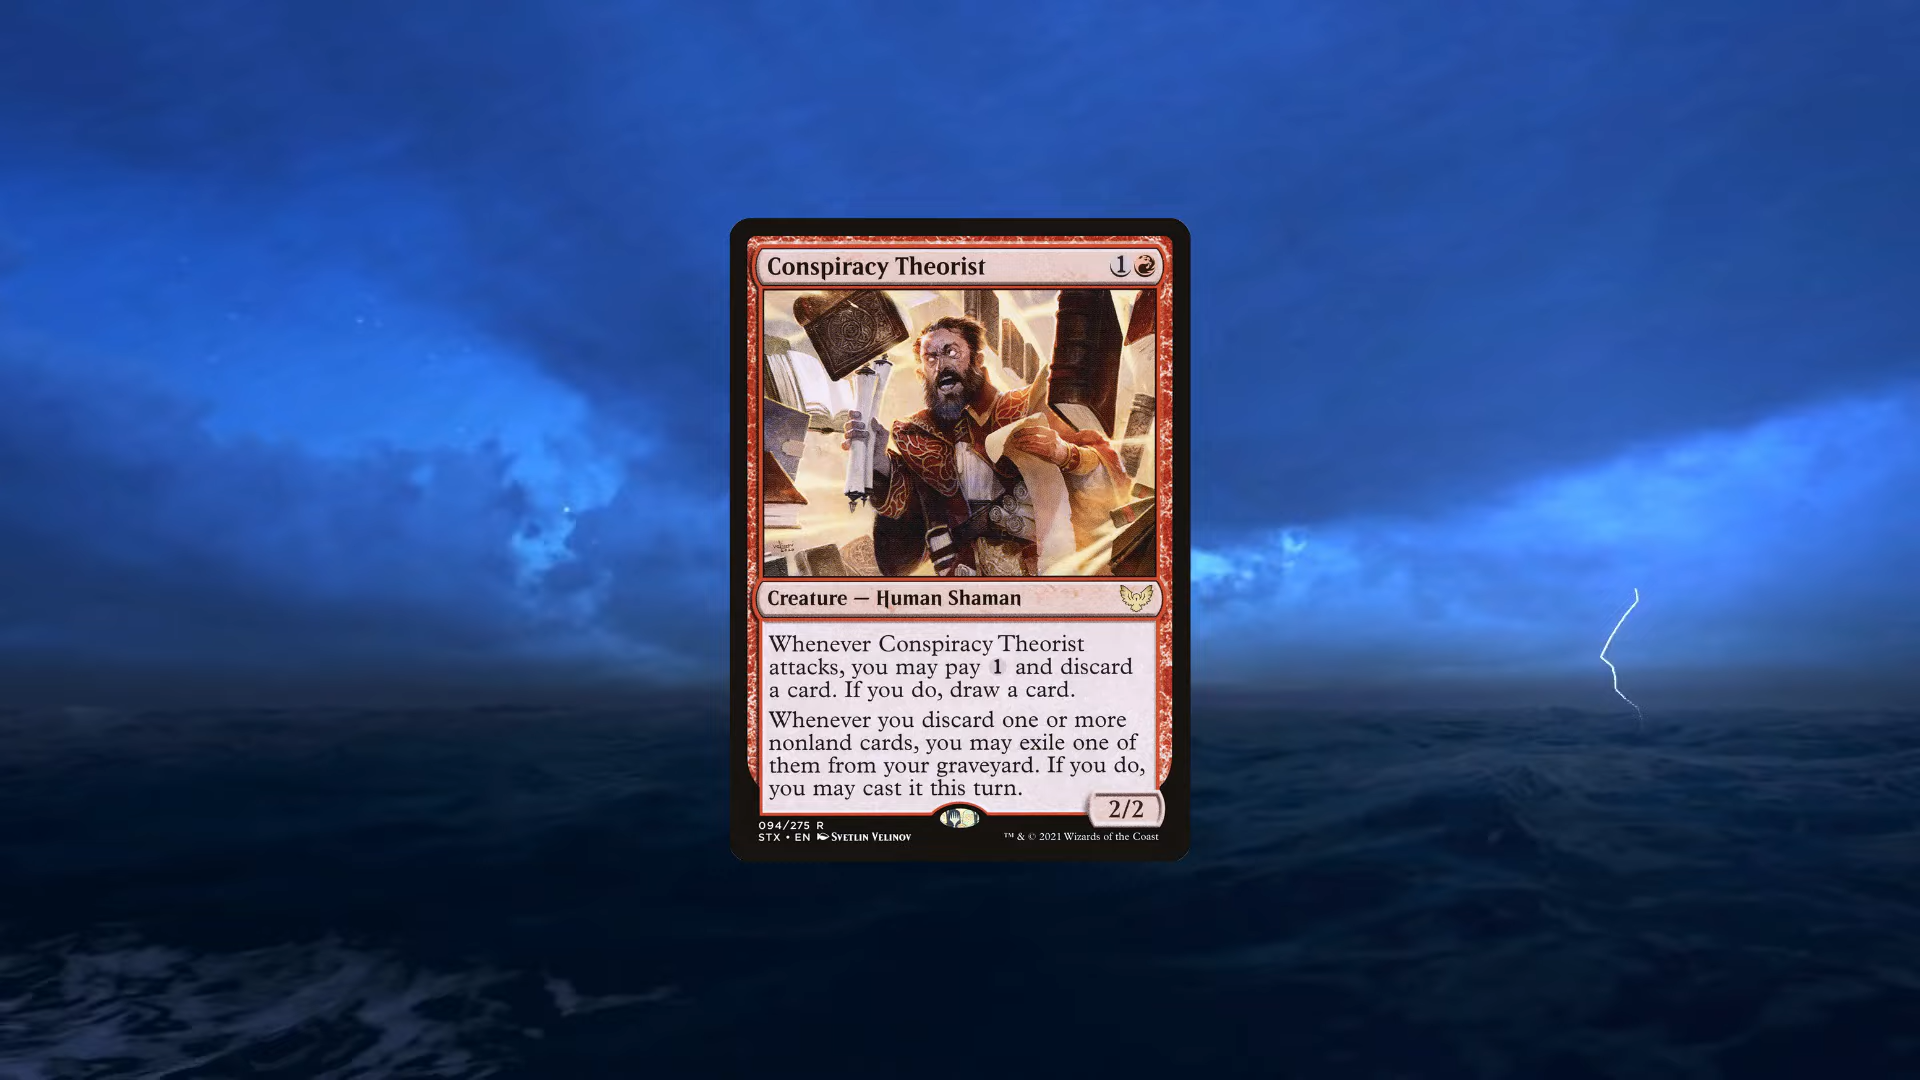 Conspiracy Theorist 1
Creature — Human Shaman
Whenever Conspiracy Theorist
attacks, you may pay 1 and discard
a card. If you do, draw a card.
Whenever you discard one or more
nonland cards, you may exile one of
them from your graveyard. If you do,
you may cast it this turn.
2/2
094/275 R
STX • EN Svetlin Velinov
™ & © 2021 Wizards of the Coast